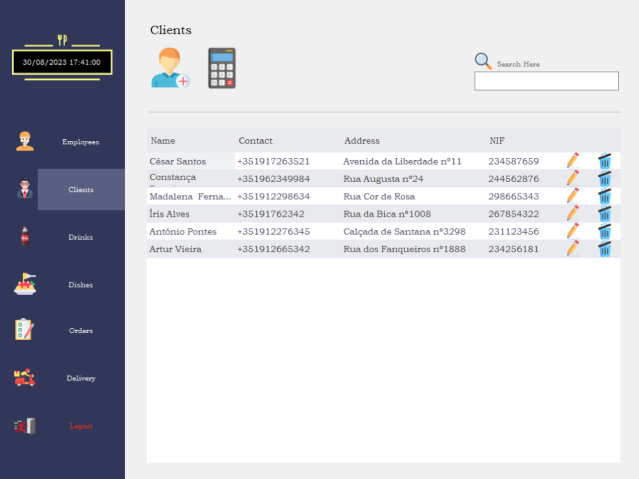 Clients
30/08/2023 17:41:00
Search Here
Employees
Clients
Drinks
Dishes
Orders
Delivery
Logout
Name Contact Address NIF
César Santos +351917263521 Avenida da Liberdade nº11 234587659
Constança +351962349984 Rua Augusta nº24 244562876
Madalena Ferna... +351912298634 Rua Cor de Rosa 298665343
Íris Alves +35191762342 Rua da Bica nº1008 267854322
António Pontes +351912276345 Calçada de Santana nº3298 231123456
Artur Vieira +351912665342 Rua dos Fanqueiros nº1888 234256181